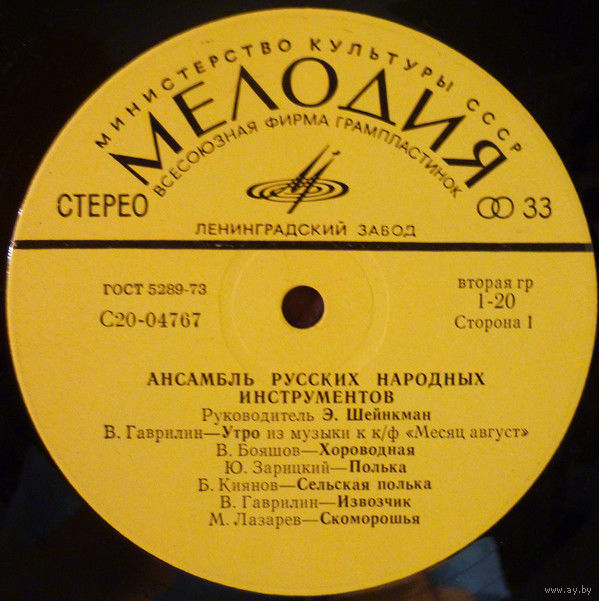 МИНИСТЕРСТВО КУЛЬТУРЫ СССР
МЕЛОДИЯ
ВСЕСОЮЗНАЯ ФИРМА ГРАМПЛАСТИНОК
СТЕРЕО
33
ЛЕНИНГРАДСКИЙ ЗАВОД
ГОСТ 5289-73
вторая гр
С20-04767
1-20
Сторона 1
АНСАМБЛЬ РУССКИХ НАРОДНЫХ
ИНСТРУМЕНТОВ
Руководитель Э. Шейнкман
В. Гаврилин—Утро из музыки к к/ф «Месяц август»
В. Бояшов—Хороводная
Ю. Зарицкий—Полька
Б. Киянов—Сельская полька
В. Гаврилин—Извозчик
М. Лазарев—Скоморошья
www.ay.by